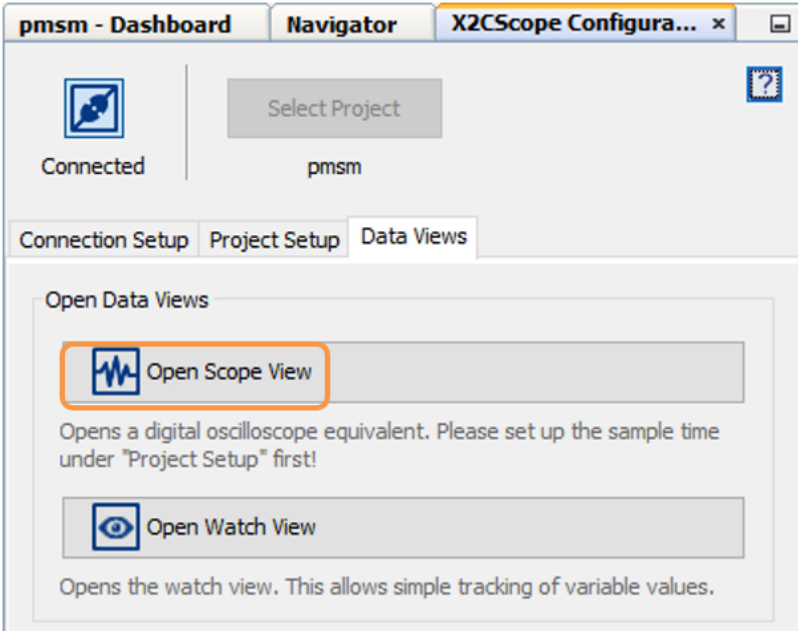 pmsm - Dashboard
Navigator
X2CScope Configura... ×
?
Select Project
Connected
pmsm
Connection Setup
Project Setup
Data Views
Open Data Views
Open Scope View
Opens a digital oscilloscope equivalent. Please set up the sample time
under "Project Setup" first!
Open Watch View
Opens the watch view. This allows simple tracking of variable values.